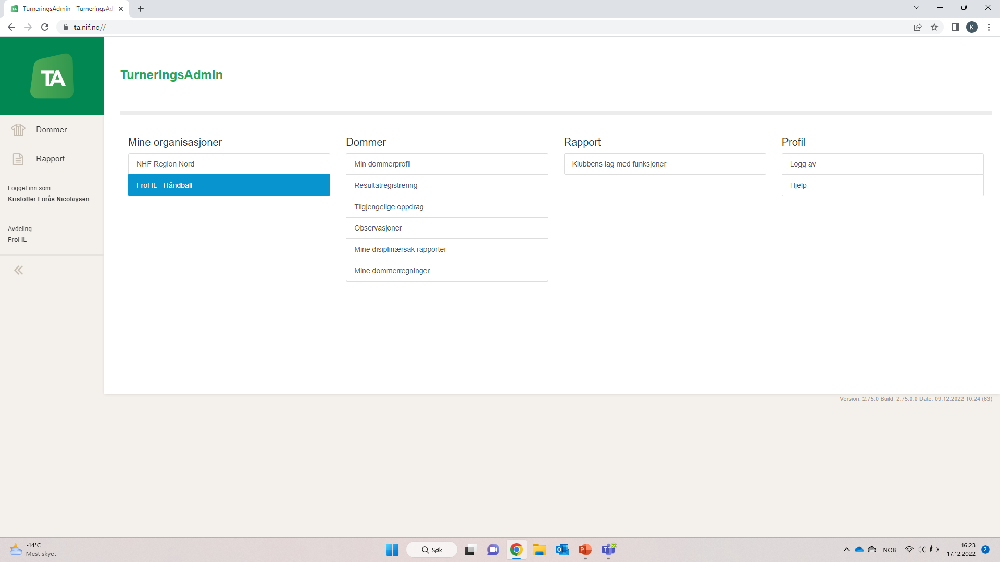 TurneringsAdmin - TurneringsAd
ta.nif.no//
K
TA
TurneringsAdmin
Dommer
Rapport
Logget inn som
Kristoffer Lorås Nicolaysen
Avdeling
Frol IL
Mine organisasjoner
NHF Region Nord
Frol IL - Håndball
Dommer
Min dommerprofil
Resultatregistrering
Tilgjengelige oppdrag
Observasjoner
Mine disiplinærsak rapporter
Mine dommerregninger
Rapport
Klubbens lag med funksjoner
Profil
Logg av
Hjelp
Version: 2.75.0 Build: 2.75.0.0 Date: 09.12.2022 10.24 (63)
-14°C
Mest skyet
Søk
NOB
16:23
17.12.2022
2